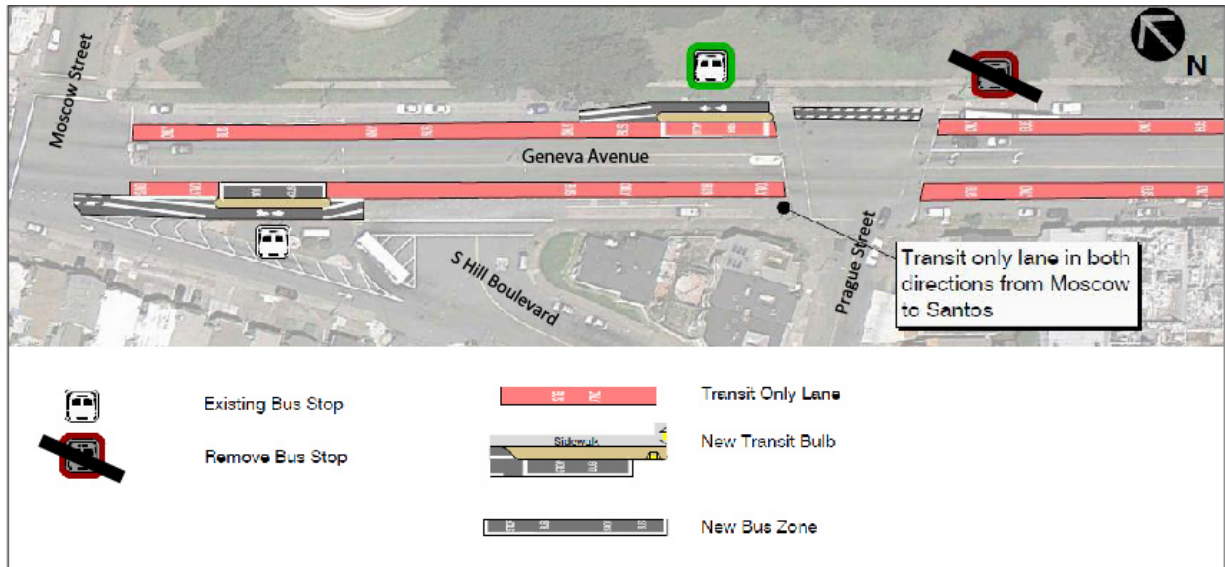 Moscow Street
N
Geneva Avenue
S Hill Boulevard
Prague Street
Transit only lane in both
directions from Moscow
to Santos
Existing Bus Stop
Transit Only Lane
Sidewalk
New Transit Bulb
Remove Bus Stop
New Bus Zone